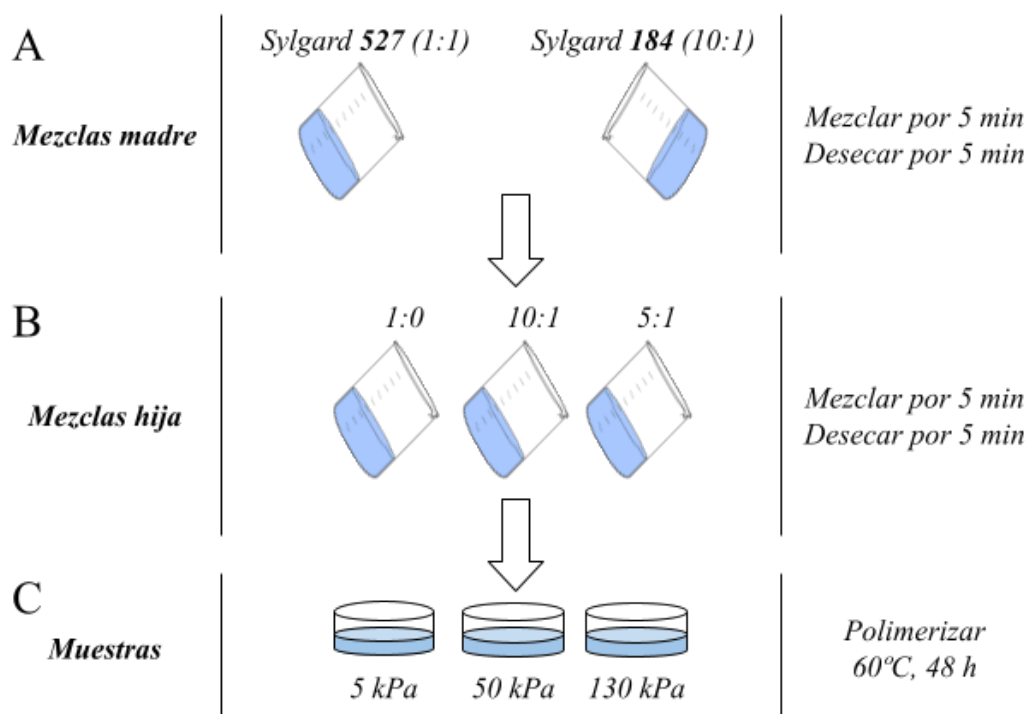 A
Sylgard 527 (1:1)
Sylgard 184 (10:1)
Mezclas madre
Mezclar por 5 min
Desecar por 5 min
B
1:0
10:1
5:1
Mezclas hija
Mezclar por 5 min
Desecar por 5 min
C
Muestras
Polimerizar
60ºC, 48 h
5 kPa
50 kPa
130 kPa